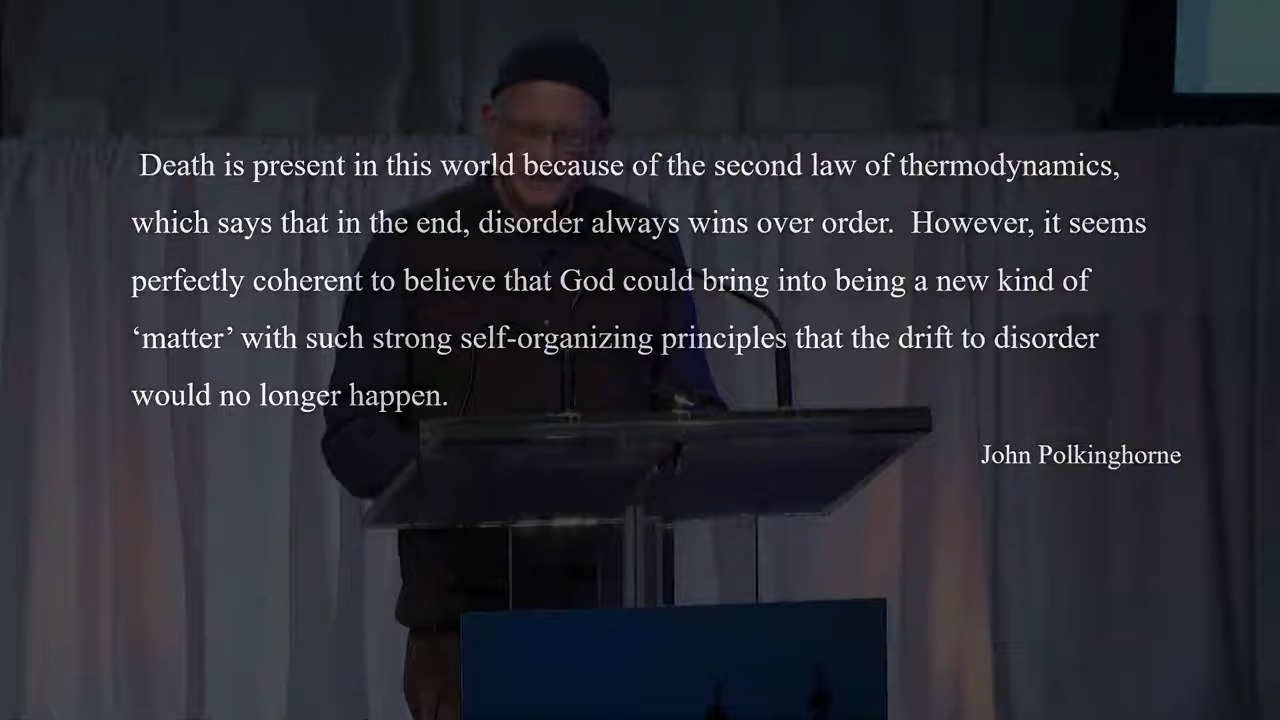 Death is present in this world because of the second law of thermodynamics,
which says that in the end, disorder always wins over order.  However, it seems
perfectly coherent to believe that God could bring into being a new kind of
‘matter’ with such strong self-organizing principles that the drift to disorder
would no longer happen.
John Polkinghorne